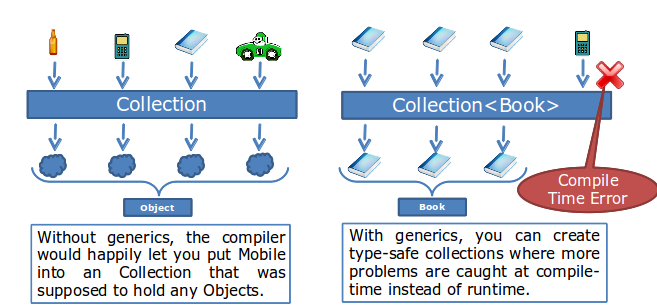 Collection
Object
Without generics, the compiler
would happily let you put Mobile
into an Collection that was
supposed to hold any Objects.
Collection<Book>
Compile
Time Error
Book
With generics, you can create
type-safe collections where more
problems are caught at compile-
time instead of runtime.